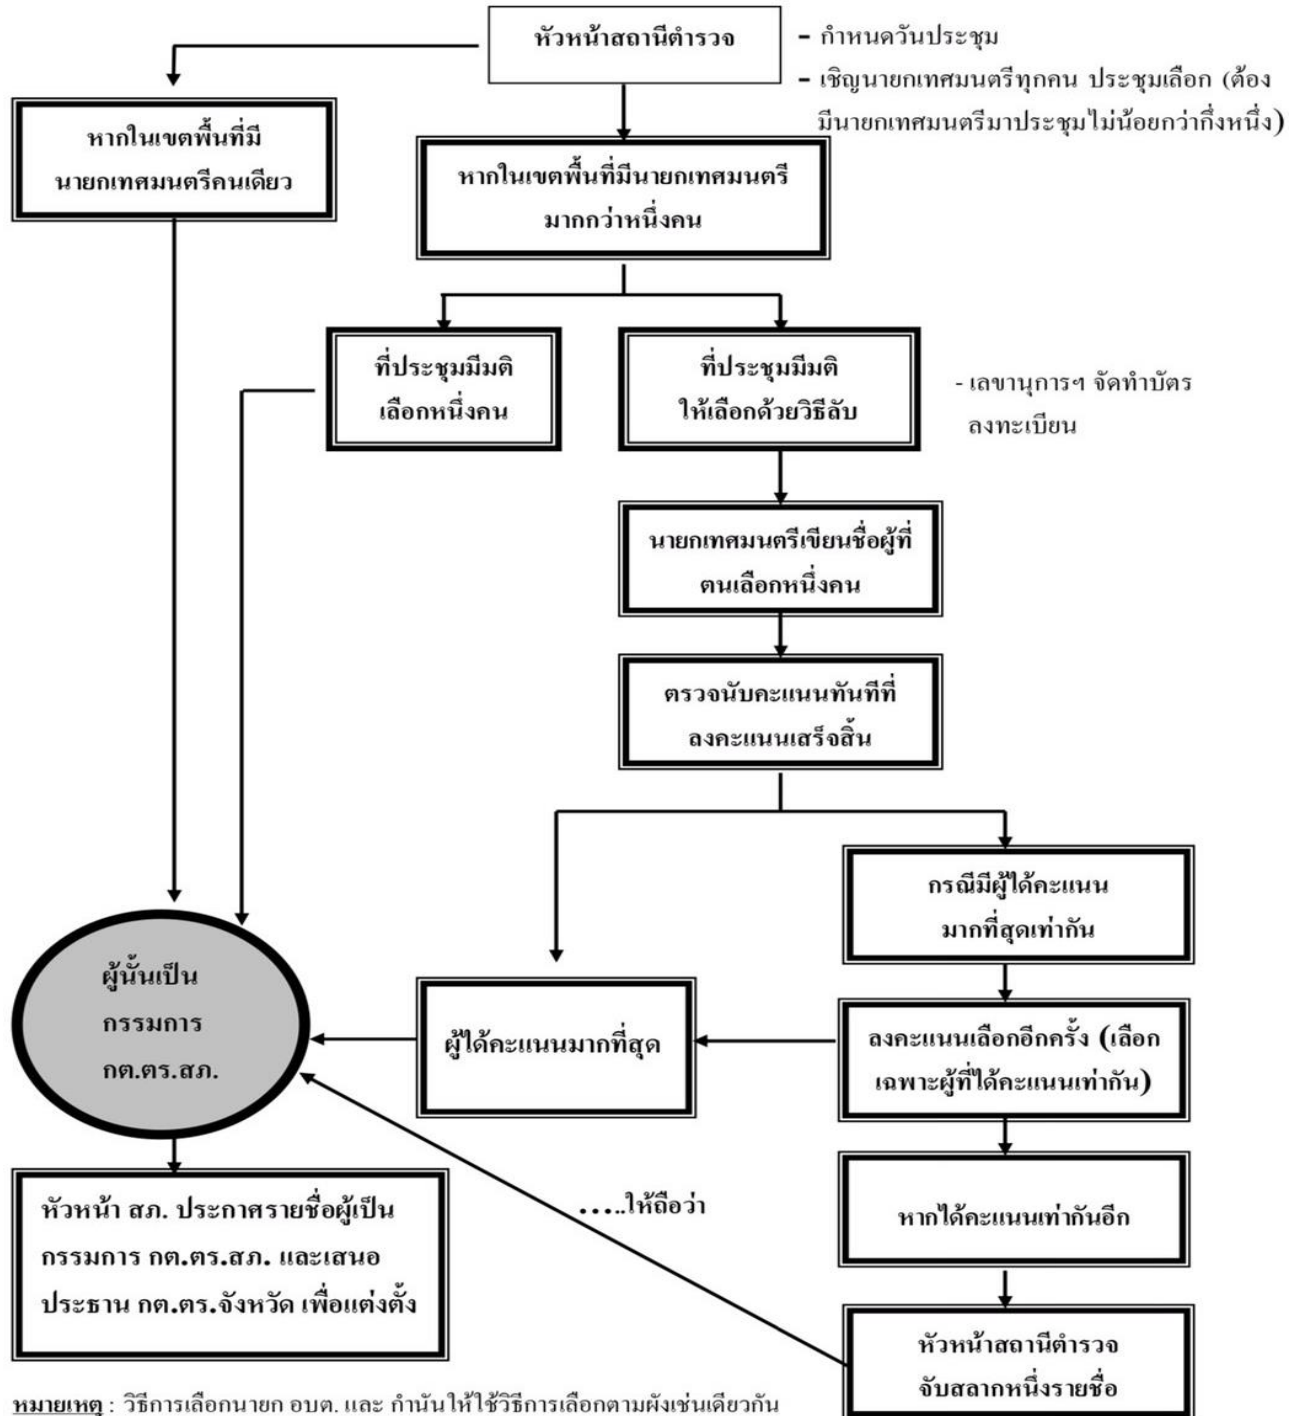 หัวหน้าสถานีตำรวจ
- กำหนดวันประชุม
- เชิญนายกเทศมนตรีทุกคน ประชุมเลือก (ต้อง
มีนายกเทศมนตรีมาประชุมไม่น้อยกว่ากึ่งหนึ่ง)
หากในเขตพื้นที่มี
นายกเทศมนตรีคนเดียว
หากในเขตพื้นที่มีนายกเทศมนตรี
มากกว่าหนึ่งคน
ที่ประชุมมีมติ
เลือกหนึ่งคน
ที่ประชุมมีมติ
ให้เลือกด้วยวิธีลับ
- เลขานุการฯ จัดทำบัตร
ลงทะเบียน
นายกเทศมนตรีเขียนชื่อผู้ที่
ตนเลือกหนึ่งคน
ตรวจนับคะแนนทันทีที่
ลงคะแนนเสร็จสิ้น
กรณีมีผู้ได้คะแนน
มากที่สุดเท่ากัน
ผู้นั้นเป็น
กรรมการ
กต.ตร.สภ.
ผู้ได้คะแนนมากที่สุด
ลงคะแนนเลือกอีกครั้ง (เลือก
เฉพาะผู้ที่ได้คะแนนเท่ากัน)
หัวหน้า สภ. ประกาศรายชื่อผู้เป็น
กรรมการ กต.ตร.สภ. และเสนอ
ประธาน กต.ตร.จังหวัด เพื่อแต่งตั้ง
.....ให้ถือว่า
หากได้คะแนนเท่ากันอีก
หัวหน้าสถานีตำรวจ
จับสลากหนึ่งรายชื่อ
หมายเหตุ : วิธีการเลือกนายก อบต. และ กำนันให้ใช้วิธีการเลือกตามผังเช่นเดียวกัน